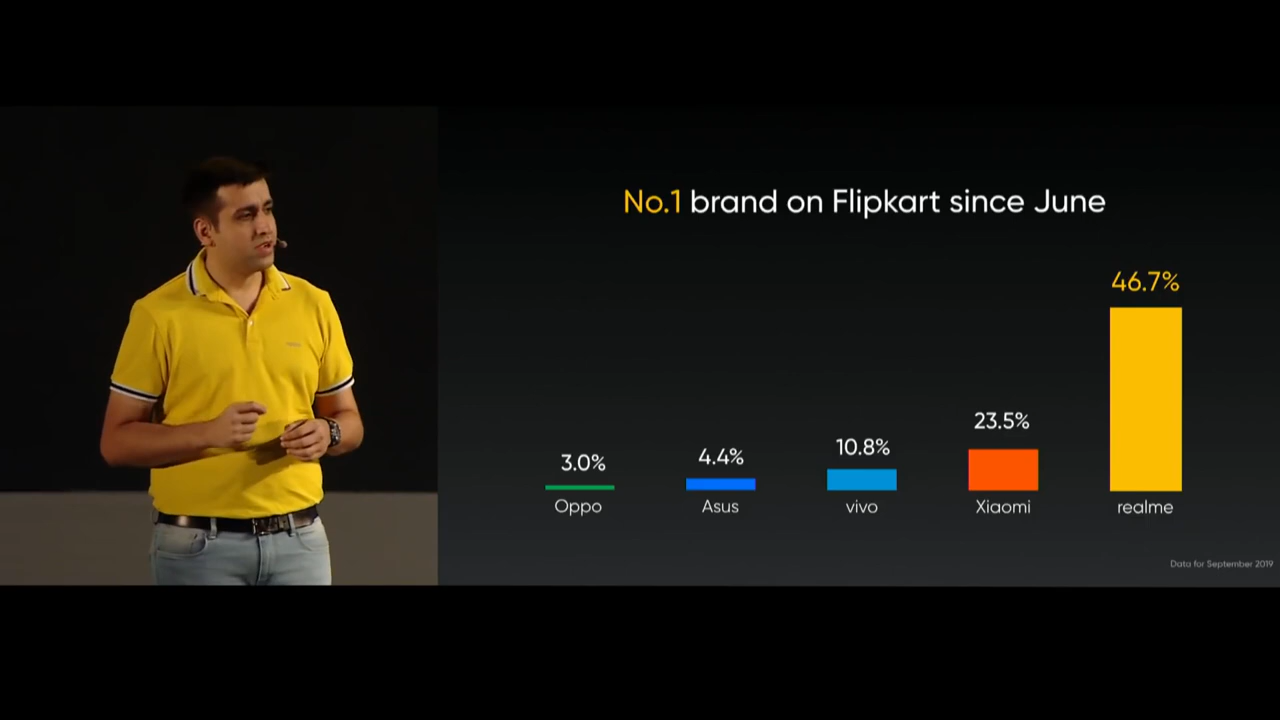 No.1 brand on Flipkart since June
46.7%
23.5%
10.8%
4.4%
3.0%
Oppo
Asus
vivo
Xiaomi
realme
Data for September 2019